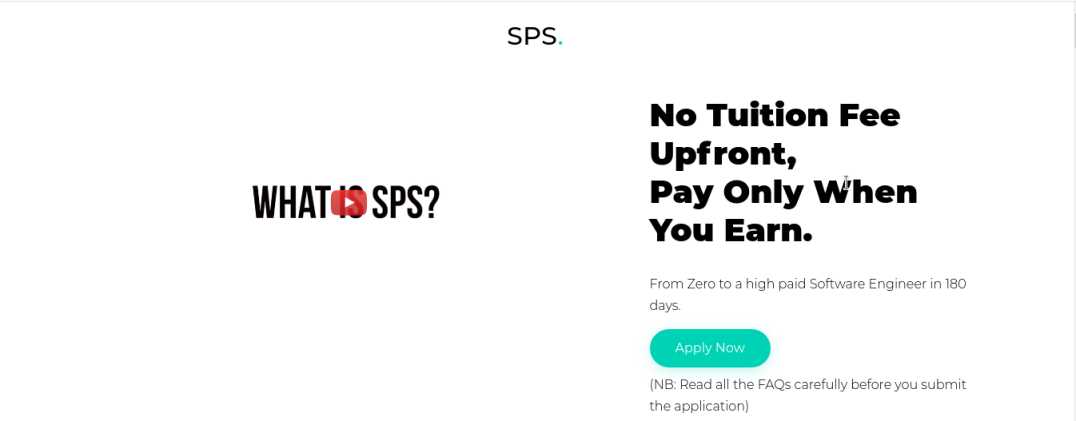 SPS.
WHAT IS SPS?
No Tuition Fee
Upfront,
Pay Only When
You Earn.
From Zero to a high paid Software Engineer in 180
days.
Apply Now
(NB: Read all the FAQs carefully before you submit
the application)